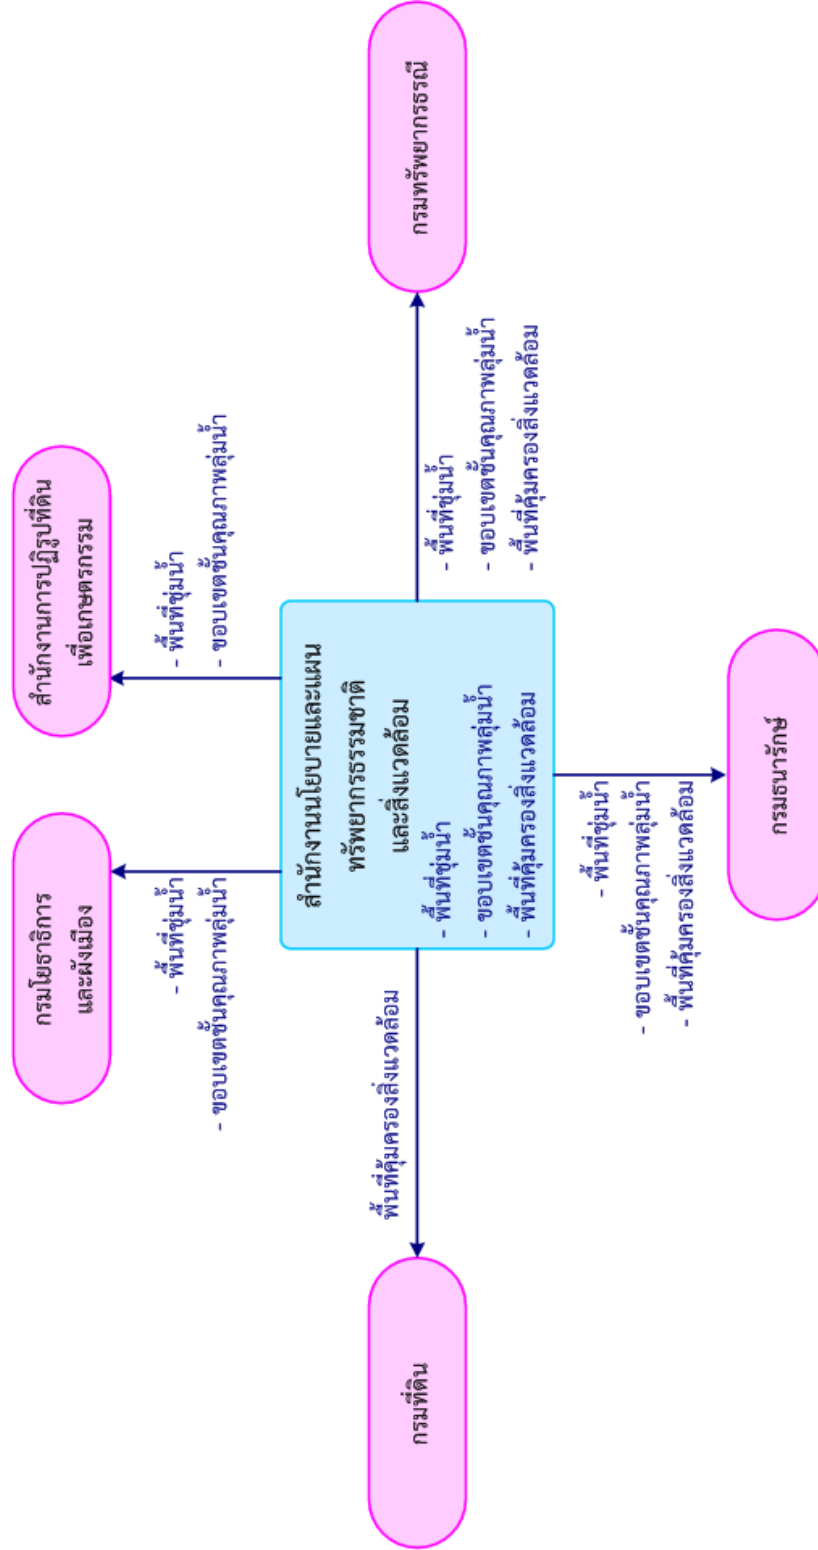 กรมโยธาธิการ
และผังเมือง
สำนักงานการปฏิรูปที่ดิน
เพื่อเกษตรกรรม
- พื้นที่ชุ่มน้ำ
- ขอบเขตชั้นคุณภาพลุ่มน้ำ
- พื้นที่ชุ่มน้ำ
- ขอบเขตชั้นคุณภาพลุ่มน้ำ
กรมที่ดิน
พื้นที่คุ้มครองสิ่งแวดล้อม
สำนักงานนโยบายและแผน
ทรัพยากรธรรมชาติ
และสิ่งแวดล้อม
- พื้นที่ชุ่มน้ำ
- ขอบเขตชั้นคุณภาพลุ่มน้ำ
- พื้นที่คุ้มครองสิ่งแวดล้อม
- พื้นที่ชุ่มน้ำ
- ขอบเขตชั้นคุณภาพลุ่มน้ำ
- พื้นที่คุ้มครองสิ่งแวดล้อม
กรมทรัพยากรธรณี
- พื้นที่ชุ่มน้ำ
- ขอบเขตชั้นคุณภาพลุ่มน้ำ
- พื้นที่คุ้มครองสิ่งแวดล้อม
กรมธนารักษ์